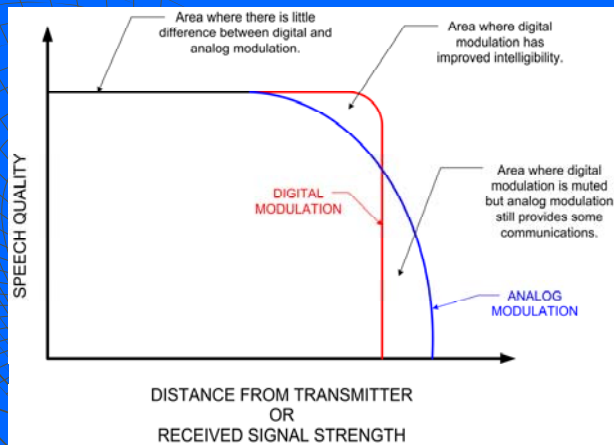 Area where there is little
difference between digital and
analog modulation.
Area where digital
modulation has
improved intelligibility.
Area where digital
modulation is muted
but analog modulation
still provides some
communications.
SPEECH QUALITY
DIGITAL
MODULATION
ANALOG
MODULATION
DISTANCE FROM TRANSMITTER
OR
RECEIVED SIGNAL STRENGTH